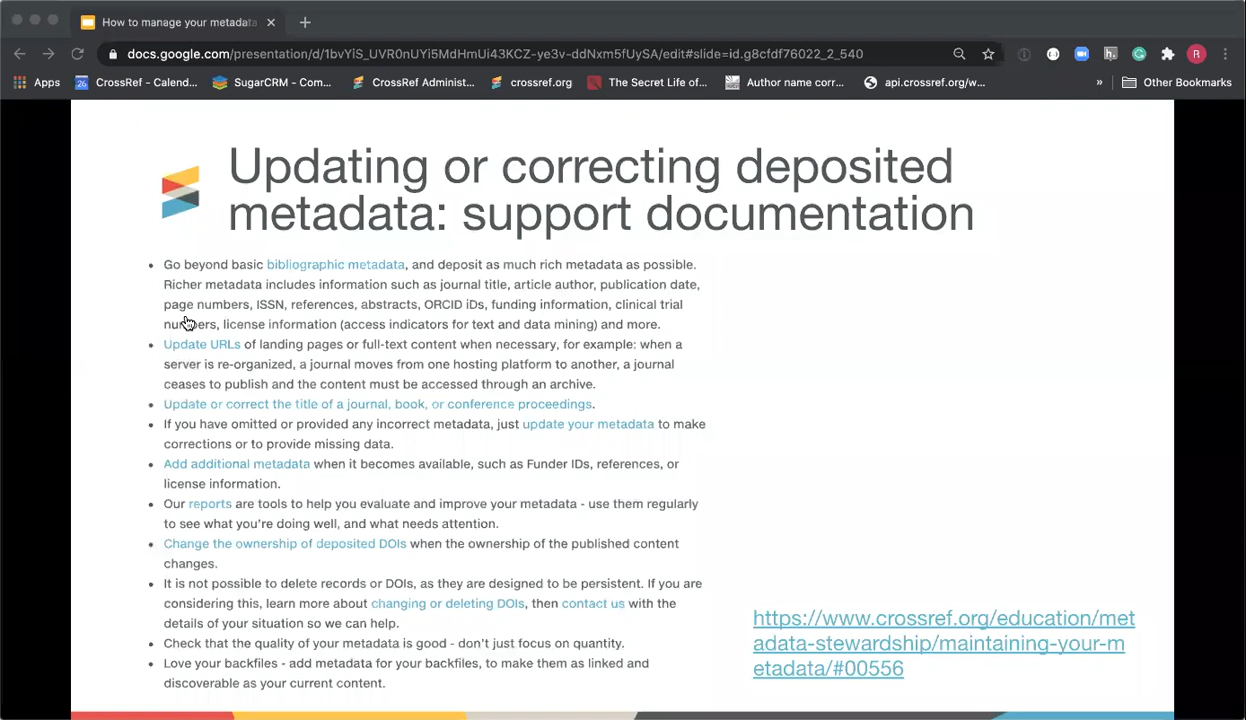 How to manage your metadata
docs.google.com/presentation/d/1bvYiS_UVR0nUYi5MdHmUi43KCZ-ye3v-ddNxm5fUySA/edit#slide=id.g8cfdf76022_2_540
R
Apps
26
CrossRef - Calend...
SugarCRM - Com...
CrossRef Administ...
crossref.org
The Secret Life of...
Author name corr...
api.crossref.org/w...
»
Other Bookmarks
Updating or correcting deposited
metadata: support documentation
• Go beyond basic bibliographic metadata, and deposit as much rich metadata as possible.
Richer metadata includes information such as journal title, article author, publication date,
page numbers, ISSN, references, abstracts, ORCID iDs, funding information, clinical trial
numbers, license information (access indicators for text and data mining) and more.
• Update URLs of landing pages or full-text content when necessary, for example: when a
server is re-organized, a journal moves from one hosting platform to another, a journal
ceases to publish and the content must be accessed through an archive.
• Update or correct the title of a journal, book, or conference proceedings.
• If you have omitted or provided any incorrect metadata, just update your metadata to make
corrections or to provide missing data.
• Add additional metadata when it becomes available, such as Funder IDs, references, or
license information.
• Our reports are tools to help you evaluate and improve your metadata - use them regularly
to see what you're doing well, and what needs attention.
• Change the ownership of deposited DOIs when the ownership of the published content
changes.
• It is not possible to delete records or DOIs, as they are designed to be persistent. If you are
considering this, learn more about changing or deleting DOIs, then contact us with the
details of your situation so we can help.
• Check that the quality of your metadata is good - don't just focus on quantity.
• Love your backfiles - add metadata for your backfiles, to make them as linked and
discoverable as your current content.
https://www.crossref.org/education/met
adata-stewardship/maintaining-your-m
etadata/#00556